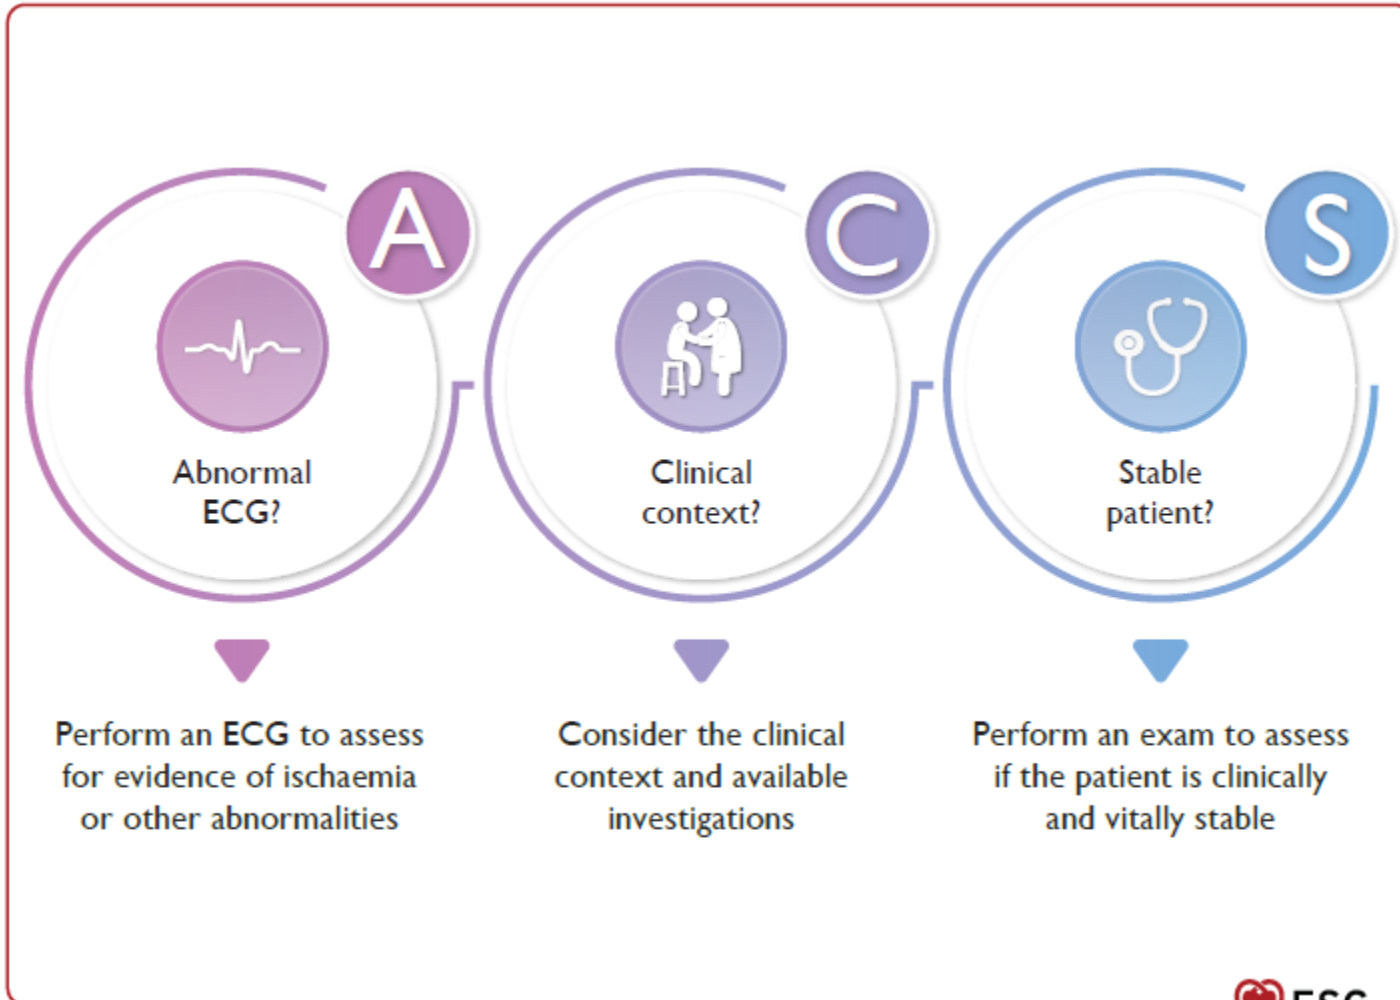 A
C
S
Abnormal
ECG?
Clinical
context?
Stable
patient?
Perform an ECG to assess
for evidence of ischaemia
or other abnormalities
Consider the clinical
context and available
investigations
Perform an exam to assess
if the patient is clinically
and vitally stable
ESC